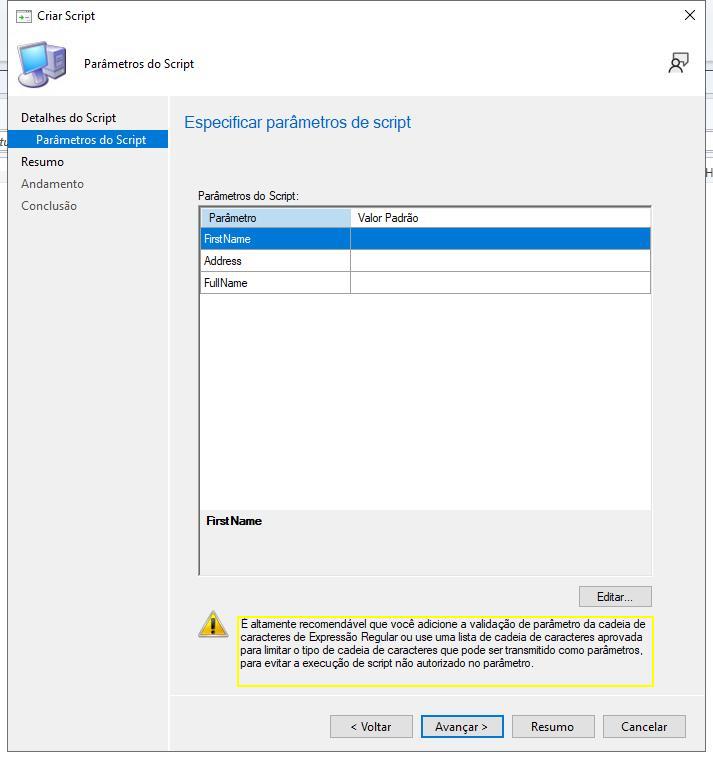 Criar Script
Parâmetros do Script
Detalhes do Script
Parâmetros do Script
Resumo
Andamento
Conclusão
Especificar parâmetros de script
Parâmetros do Script:
Parâmetro Valor Padrão
FirstName
Address
FullName
FirstName
Editar...
É altamente recomendável que você adicione a validação de parâmetro da cadeia de
caracteres de Expressão Regular ou use uma lista de cadeia de caracteres aprovada
para limitar o tipo de cadeia de caracteres que pode ser transmitido como parâmetros,
para evitar a execução de script não autorizado no parâmetro.
< Voltar Avançar > Resumo Cancelar